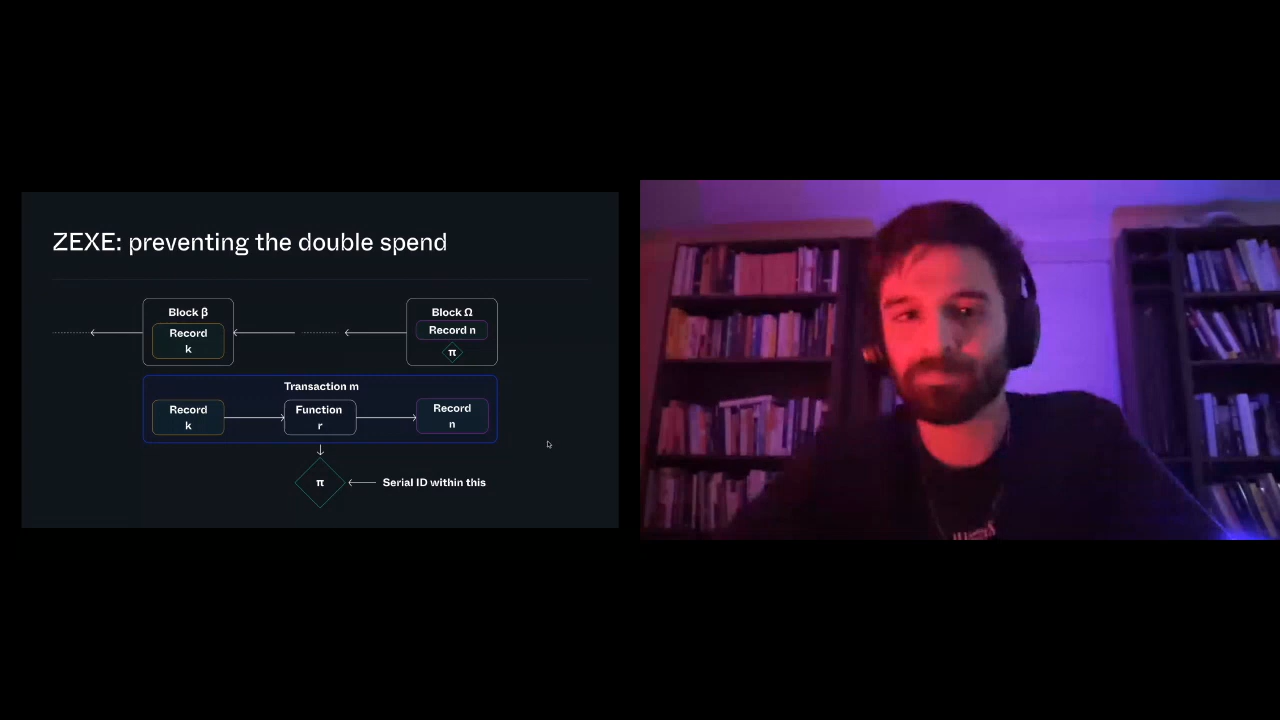 ZEXE: preventing the double spend
Block β
Record
k
Block Ω
Record n
π
Transaction m
Record
k
Function
r
Record
n
π
Serial ID within this